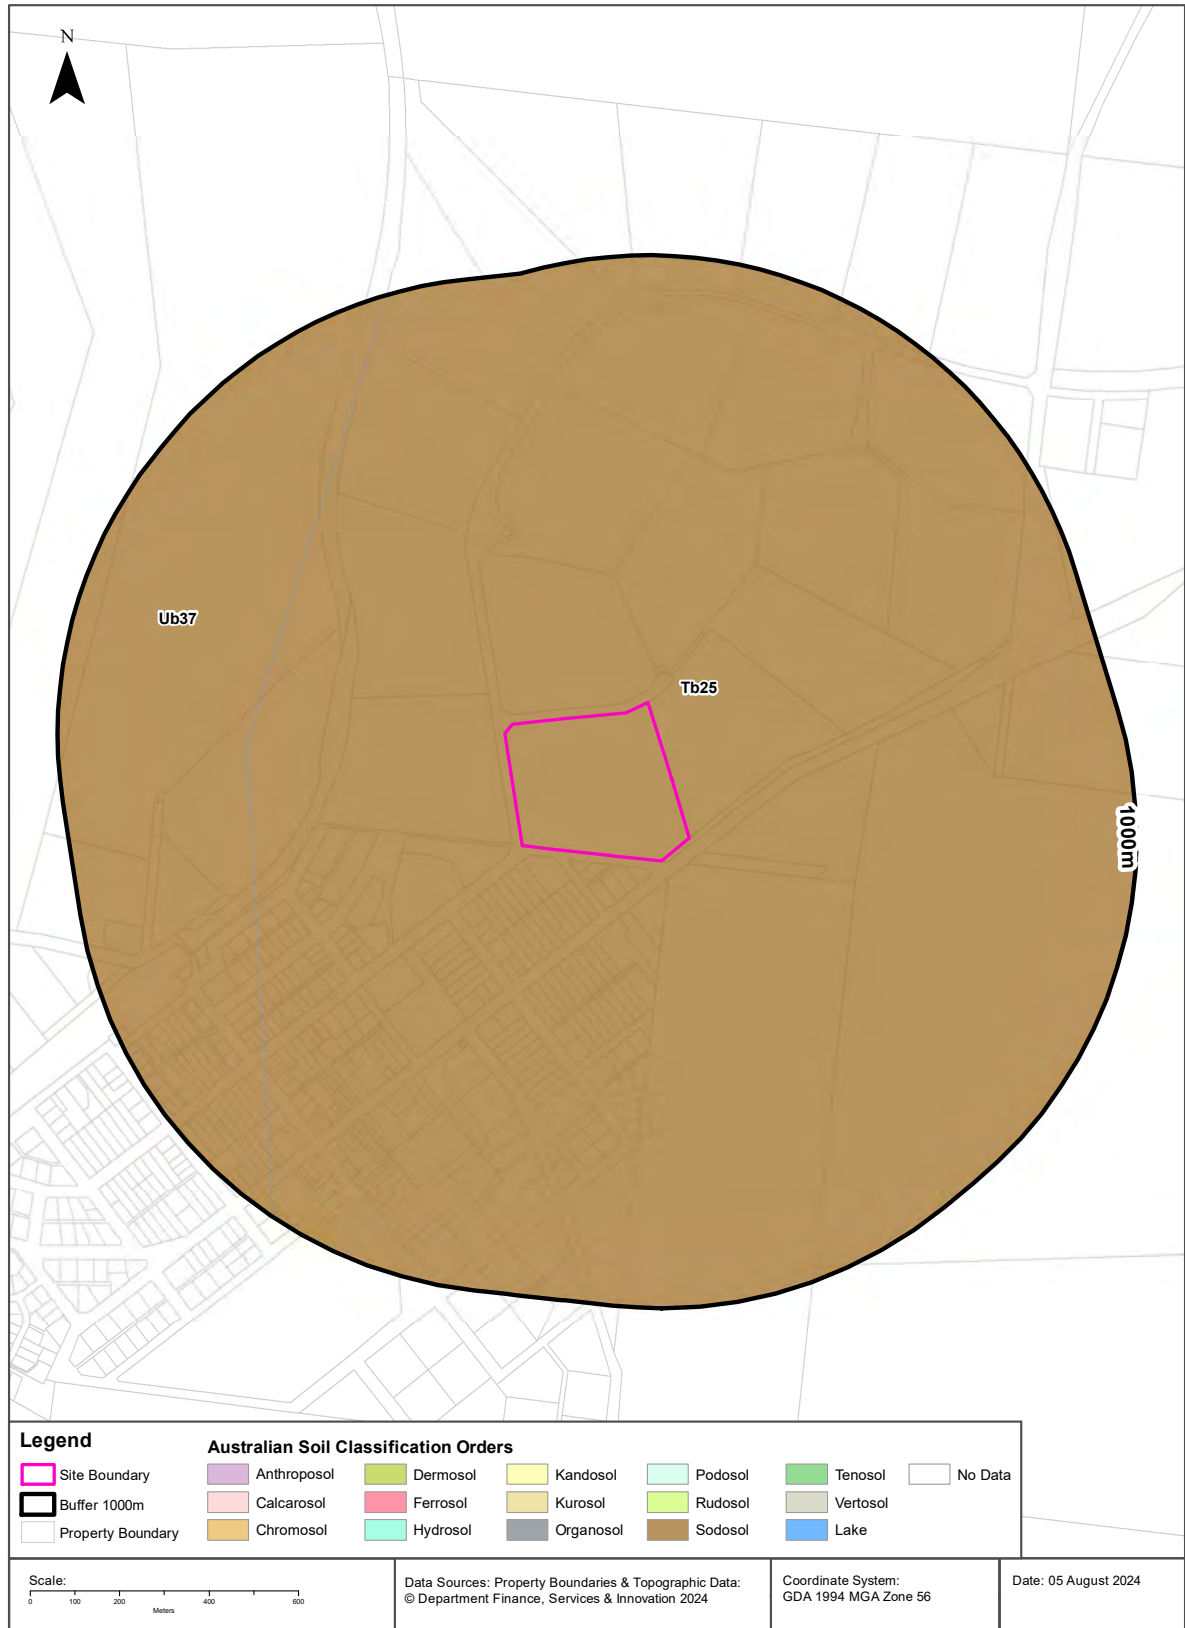 N
Ub37
Tb25
1000m
Legend
Site Boundary
Buffer 1000m
Property Boundary
Australian Soil Classification Orders
Anthroposol
Calcarosol
Chromosol
Dermosol
Ferrosol
Hydrosol
Kandosol
Kurosol
Organosol
Podosol
Rudosol
Sodosol
Tenosol
Vertosol
Lake
No Data
Scale:
0 100 200 400 600
Meters
Data Sources: Property Boundaries & Topographic Data:
© Department Finance, Services & Innovation 2024
Coordinate System:
GDA 1994 MGA Zone 56
Date: 05 August 2024